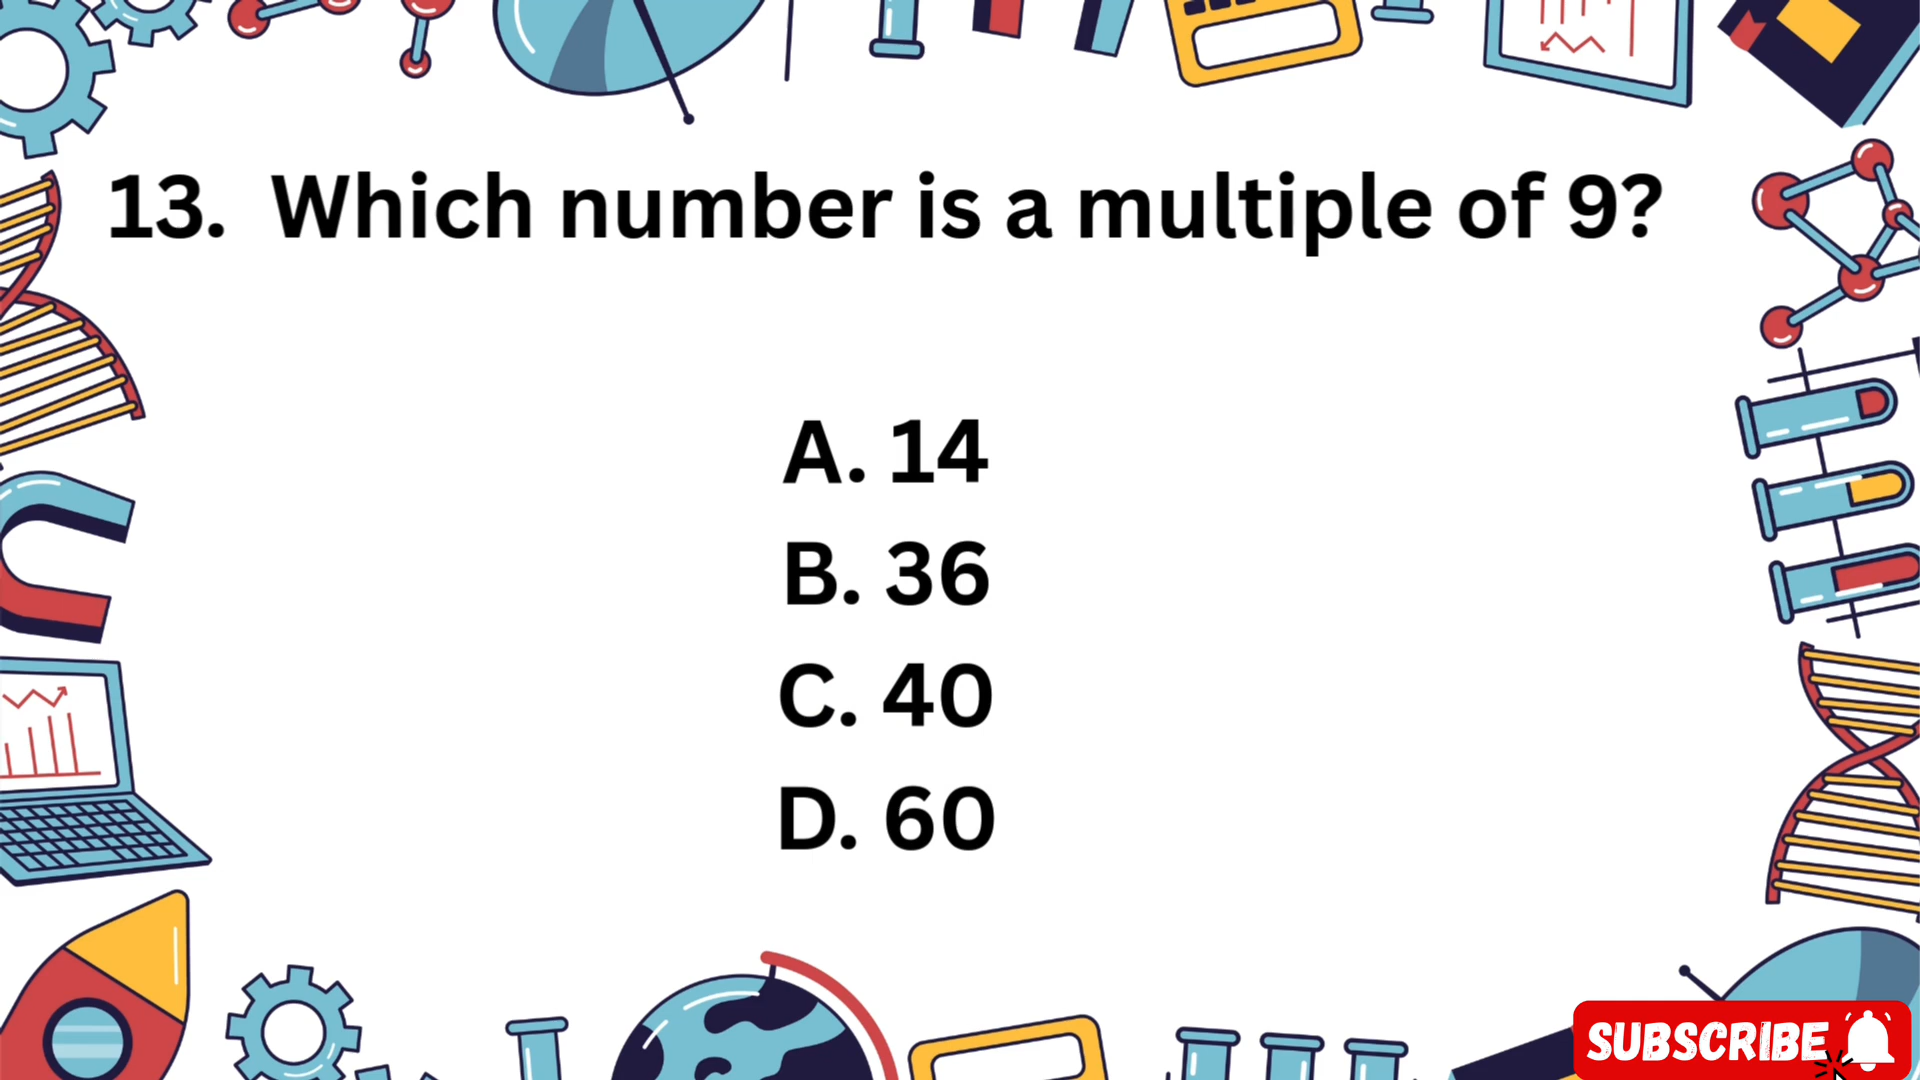 13. Which number is a multiple of 9?
A. 14
B. 36
C. 40
D. 60
SUBSCRIBE